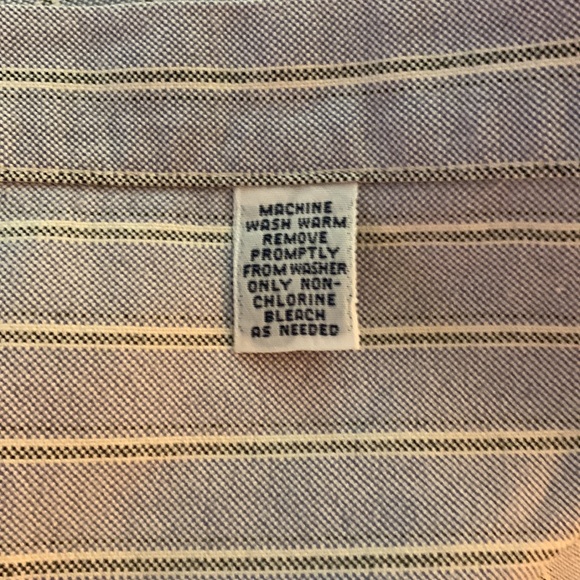 MACHINE
WASH WARM
REMOVE
PROMPTLY
FROM WASHER
ONLY NON-
CHLORINE
BLEACH
AS NEEDED